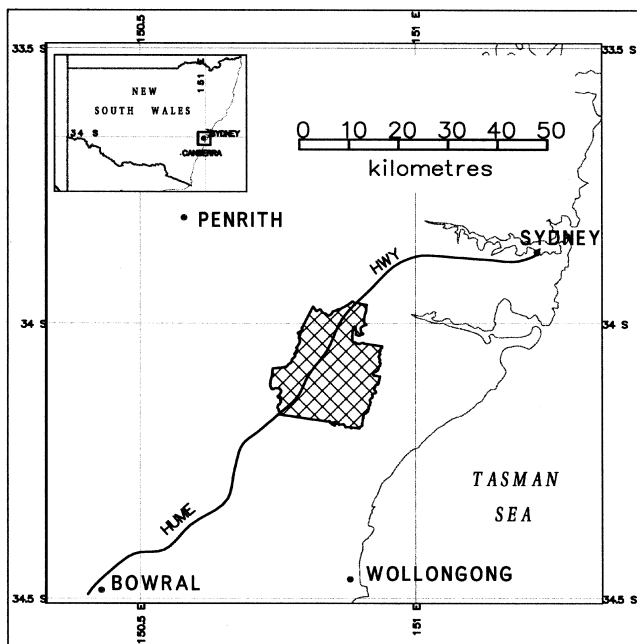 150.5
151
33.5 S
33.5 S
NEW
SOUTH WALES
151 E
34 S
SYDNEY
CANBERRA
0 10 20 30 40 50
kilometres
PENRITH
SYDNEY
HWY
34 S
34 S
TASMAN
SEA
HUME
BOWRAL
WOLLONGONG
34.5 S
34.5 S
150.5
151